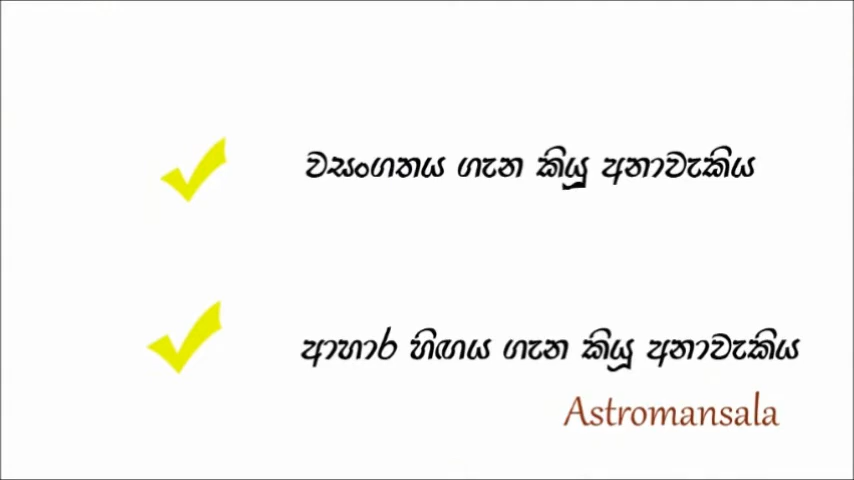 වසංගතය ගැන කියූ අනාවැකිය
ආහාර හිඟය ගැන කියූ අනාවැකිය
Astromansala